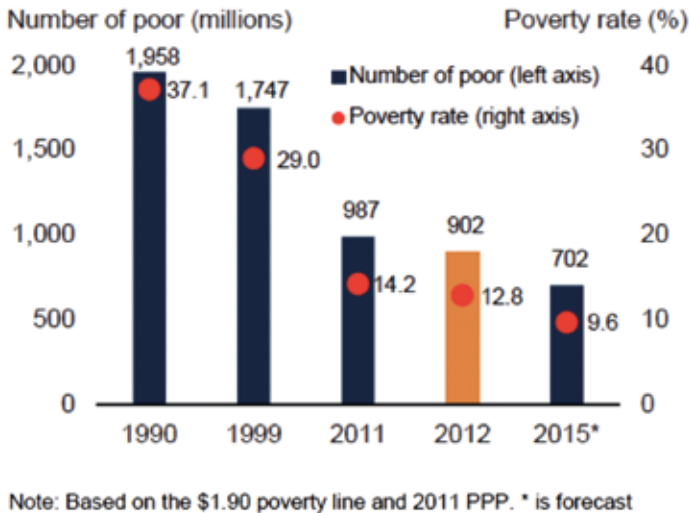 Number of poor (millions) Poverty rate (%)
2,000 1,958 40
37.1
1,747
Number of poor (left axis)
Poverty rate (right axis)
1,500 29.0 30
1,000 987 902 20
702
500 14.2 12.8 9.6 10
0 0
1990 1999 2011 2012 2015*
Note: Based on the $1.90 poverty line and 2011 PPP. * is forecast